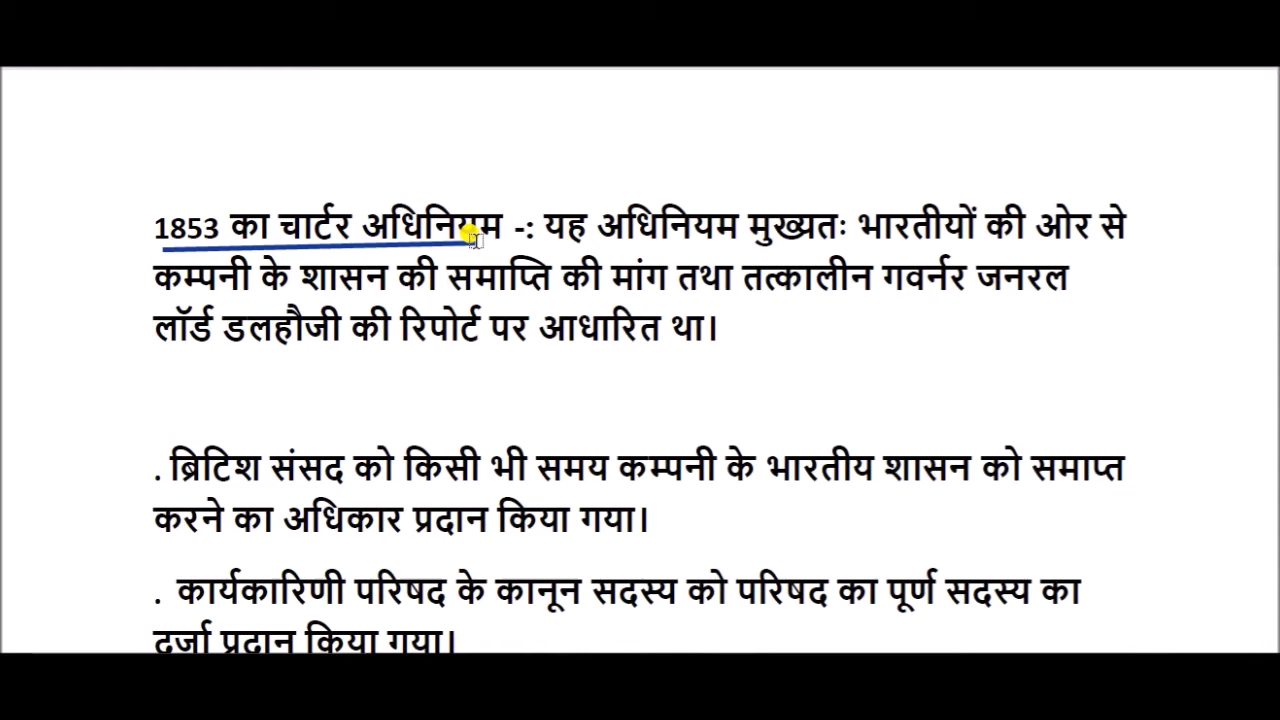 1853 का चार्टर अधिनियम -: यह अधिनियम मुख्यतः भारतीयों की ओर से
कम्पनी के शासन की समाप्ति की मांग तथा तत्कालीन गवर्नर जनरल
लॉर्ड डलहौजी की रिपोर्ट पर आधारित था।
. ब्रिटिश संसद को किसी भी समय कम्पनी के भारतीय शासन को समाप्त
करने का अधिकार प्रदान किया गया।
. कार्यकारिणी परिषद के कानून सदस्य को परिषद का पूर्ण सदस्य का
दर्जा प्रदान किया गया।